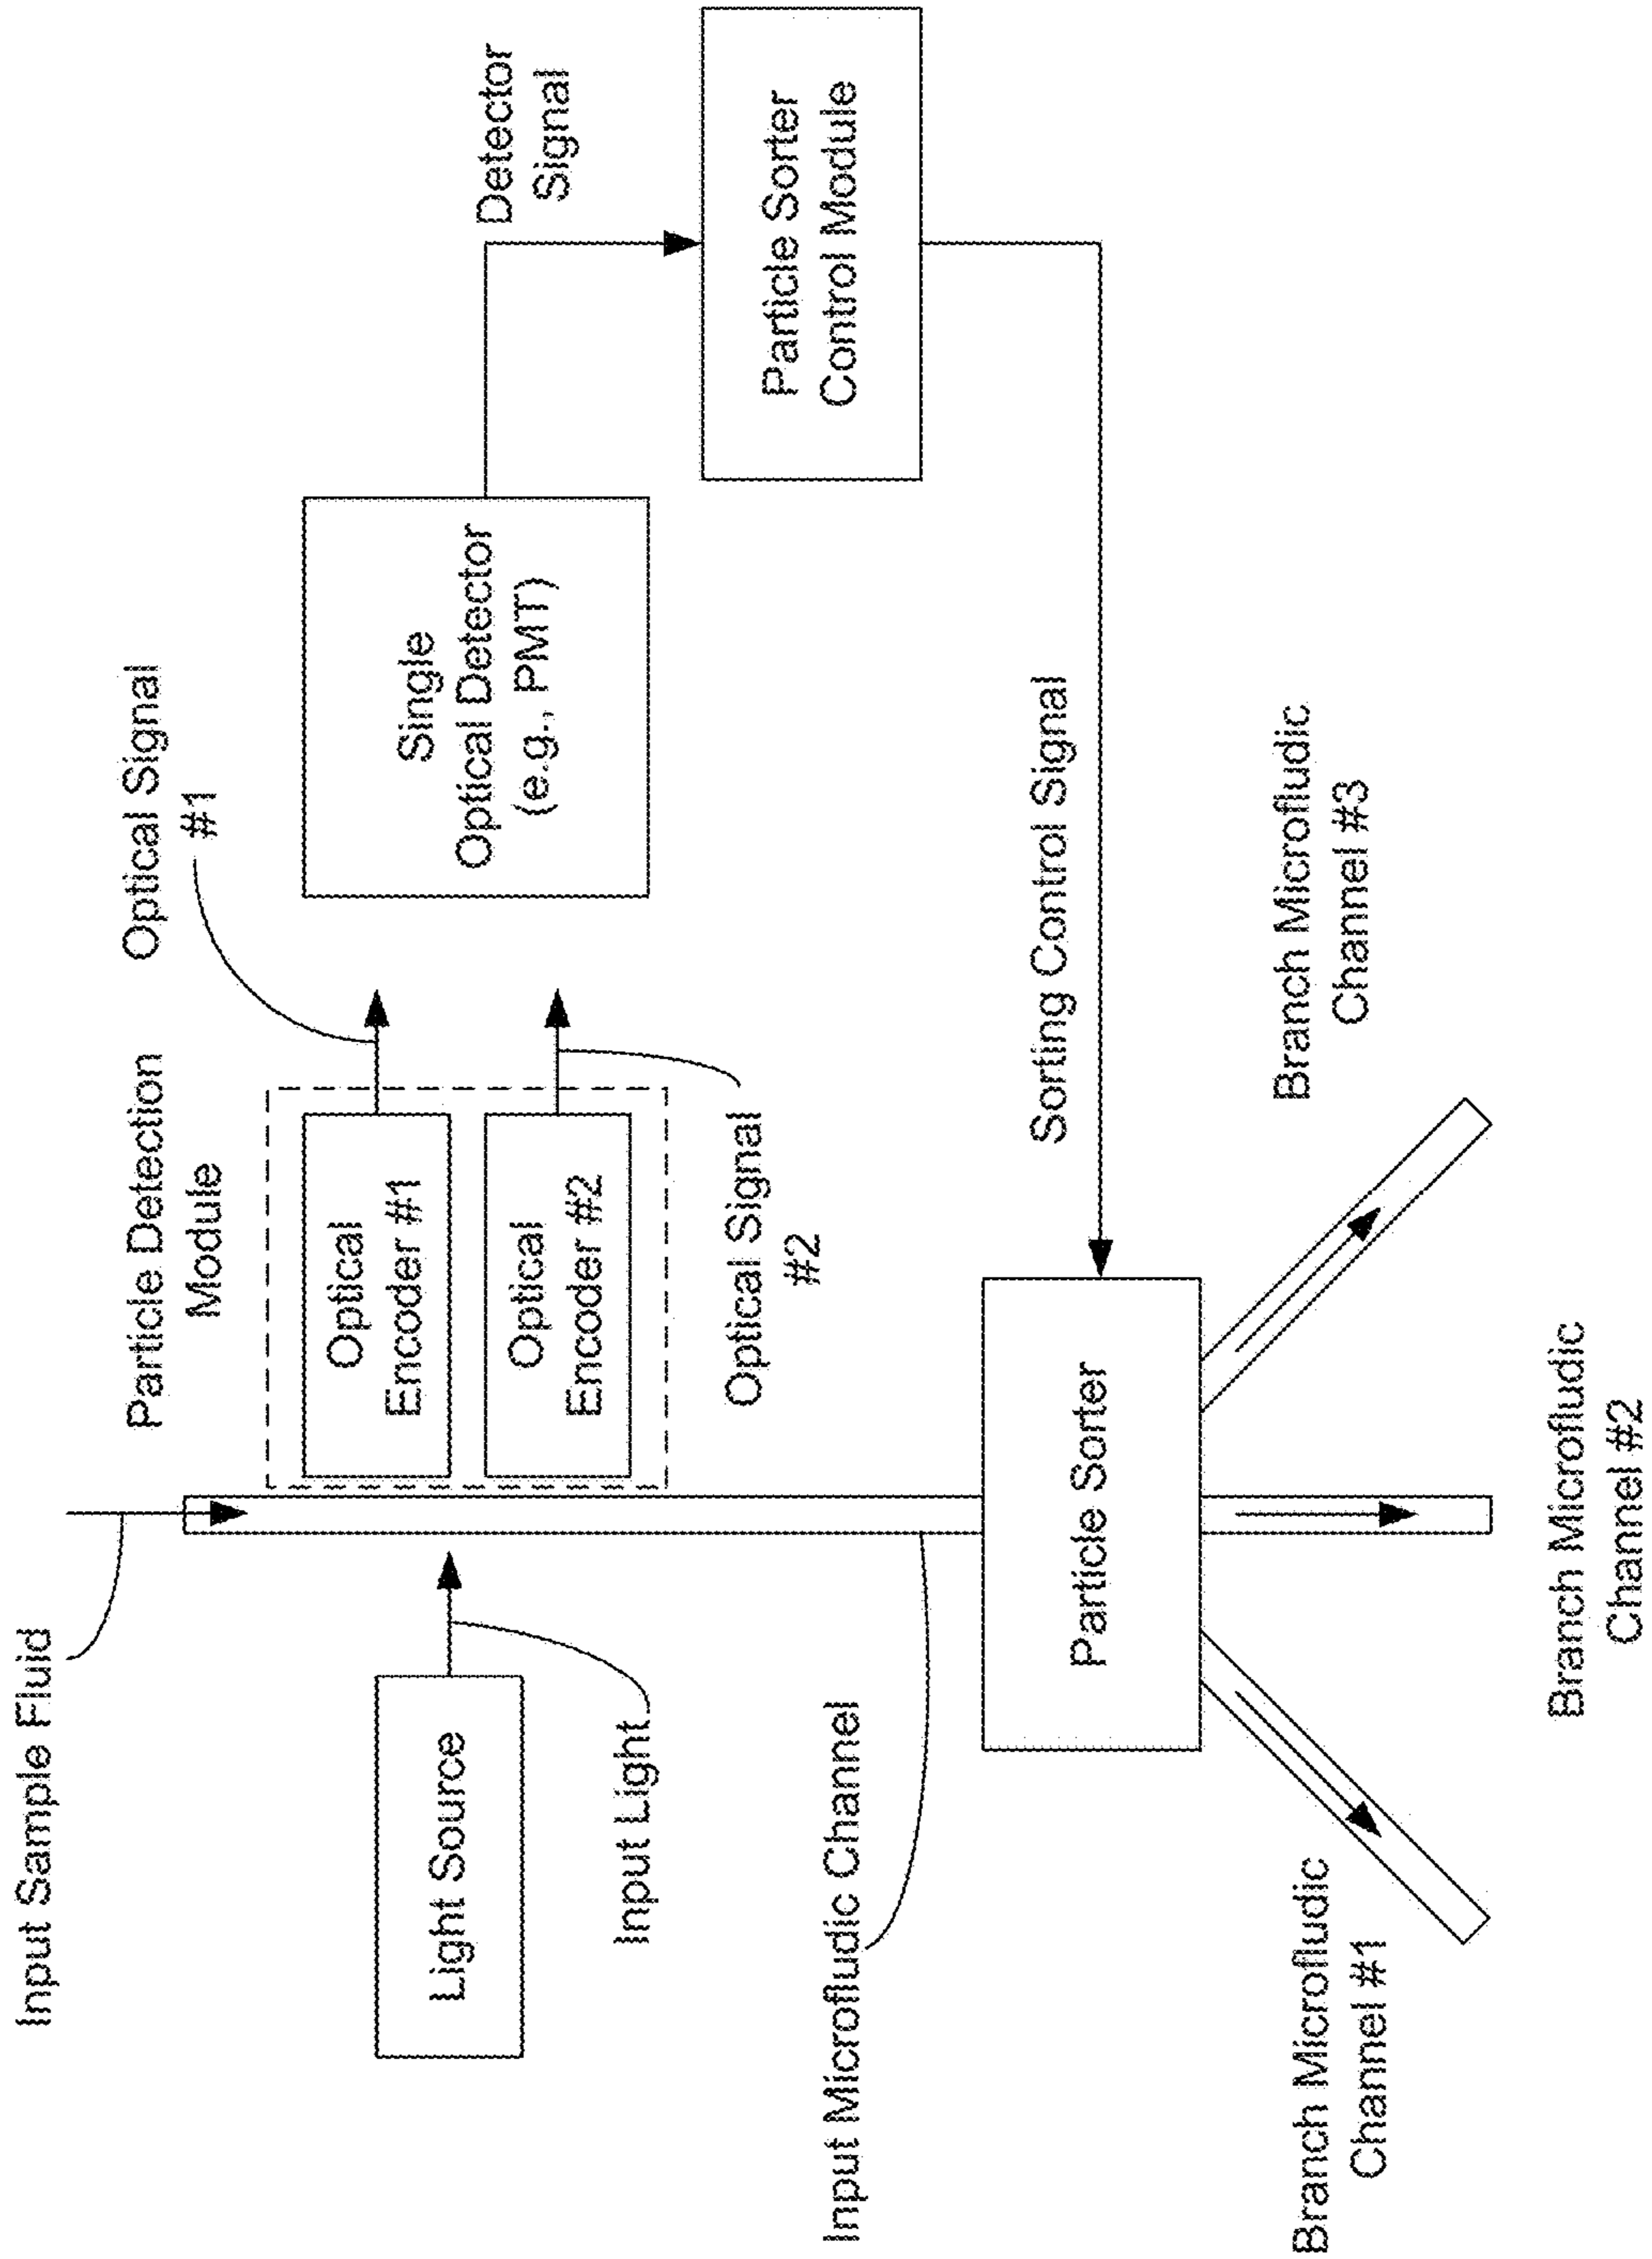 Input Sample Fluid
Particle Detection
Module
Optical Signal
#1
Detector
Signal
Light Source
Input Light
Optical
Encoder #1
Optical
Encoder #2
Optical Signal
#2
Single
Optical Detector
(e.g., PMT)
Particle Sorter
Control Module
Input Microfludic Channel
Sorting Control Signal
Particle Sorter
Branch Microfludic
Channel #1
Branch Microfludic
Channel #2
Branch Microfludic
Channel #3